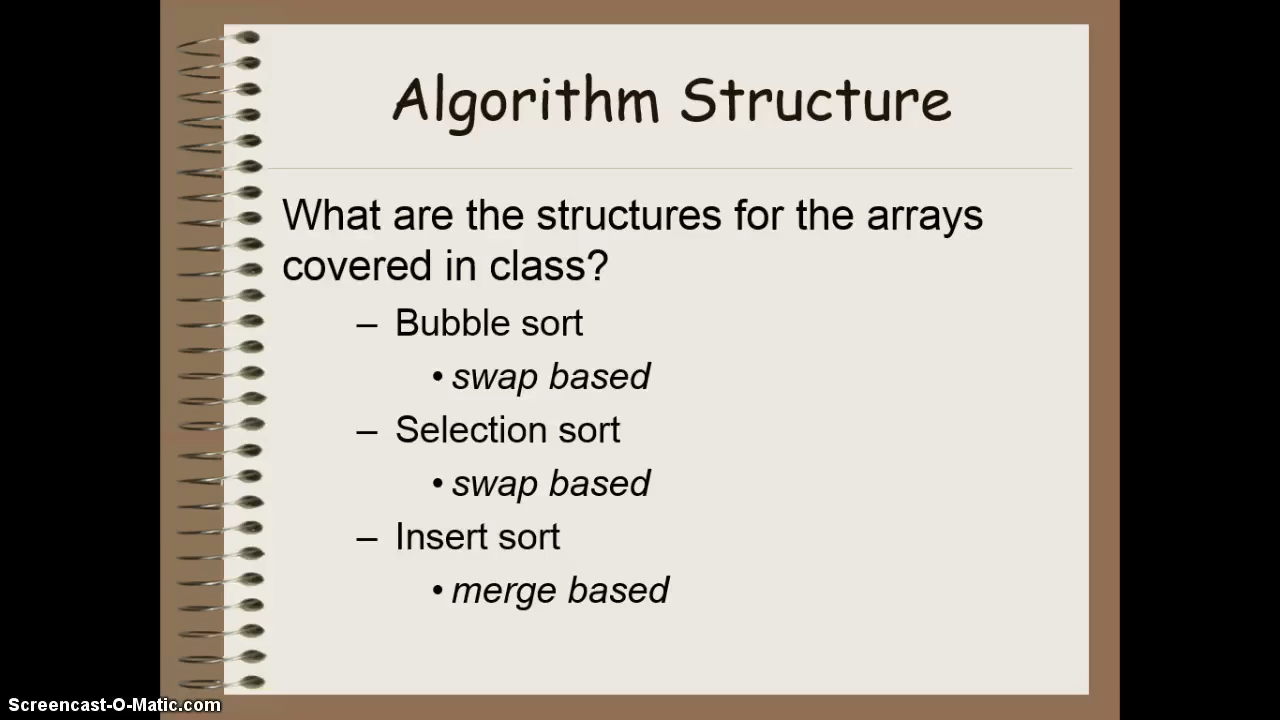 Algorithm Structure
What are the structures for the arrays
covered in class?
– Bubble sort
• swap based
– Selection sort
• swap based
– Insert sort
• merge based
Screencast-O-Matic.com